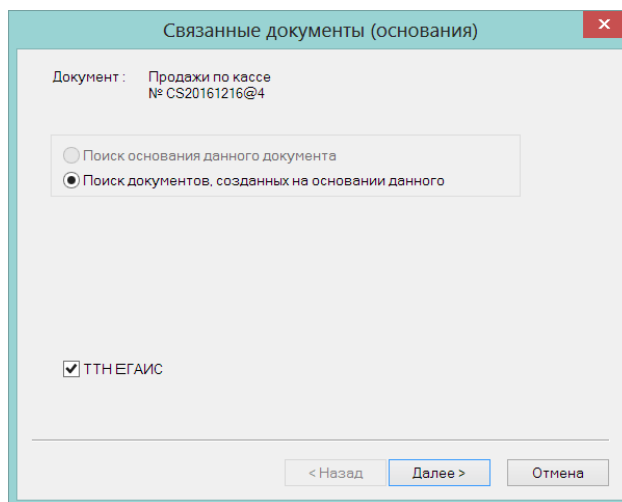 Связанные документы (основания)
Документ : Продажи по кассе
№ CS20161216@4
Поиск основания данного документа
Поиск документов, созданных на основании данного
ТТН ЕГАИС
< Назад Далее > Отмена